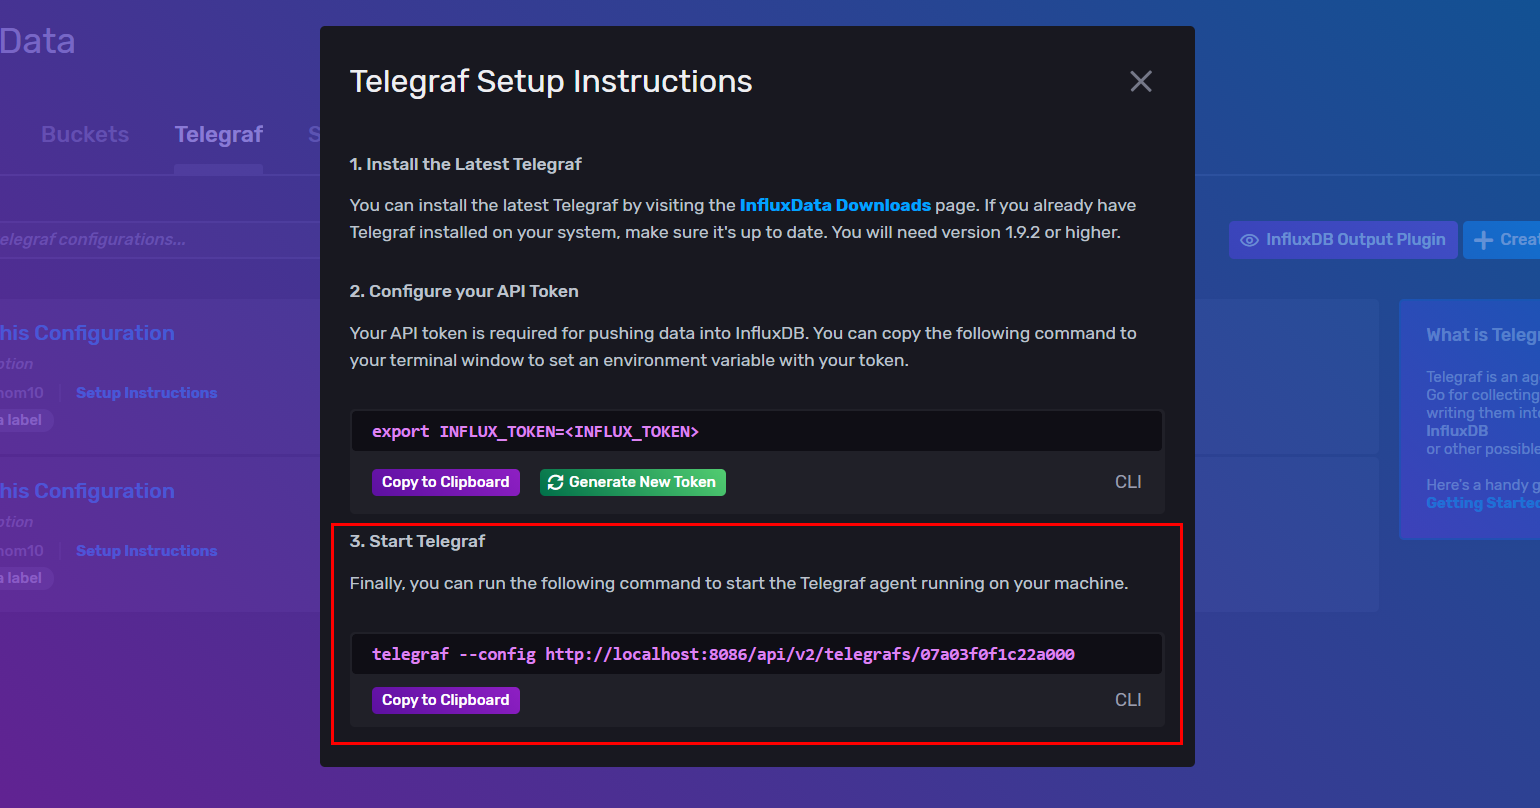 Data
Telegraf Setup Instructions
Buckets
Telegraf
S
1. Install the Latest Telegraf
You can install the latest Telegraf by visiting the InfluxData Downloads page. If you already have
Telegraf installed on your system, make sure it's up to date. You will need version 1.9.2 or higher.
elegraf configurations...
InfluxDB Output Plugin
Creat
2. Configure your API Token
Your API token is required for pushing data into InfluxDB. You can copy the following command to
your terminal window to set an environment variable with your token.
his Configuration
ption
nom10
Setup Instructions
a label
What is Telegr
Telegraf is an ag
Go for collecting
writing them into
InfluxDB
or other possible
Here's a handy g
Getting Started
export INFLUX_TOKEN=<INFLUX_TOKEN>
Copy to Clipboard
Generate New Token
CLI
his Configuration
ption
nom10
Setup Instructions
a label
3. Start Telegraf
Finally, you can run the following command to start the Telegraf agent running on your machine.
telegraf --config http://localhost:8086/api/v2/telegrafs/07a03f0f1c22a000
Copy to Clipboard
CLI